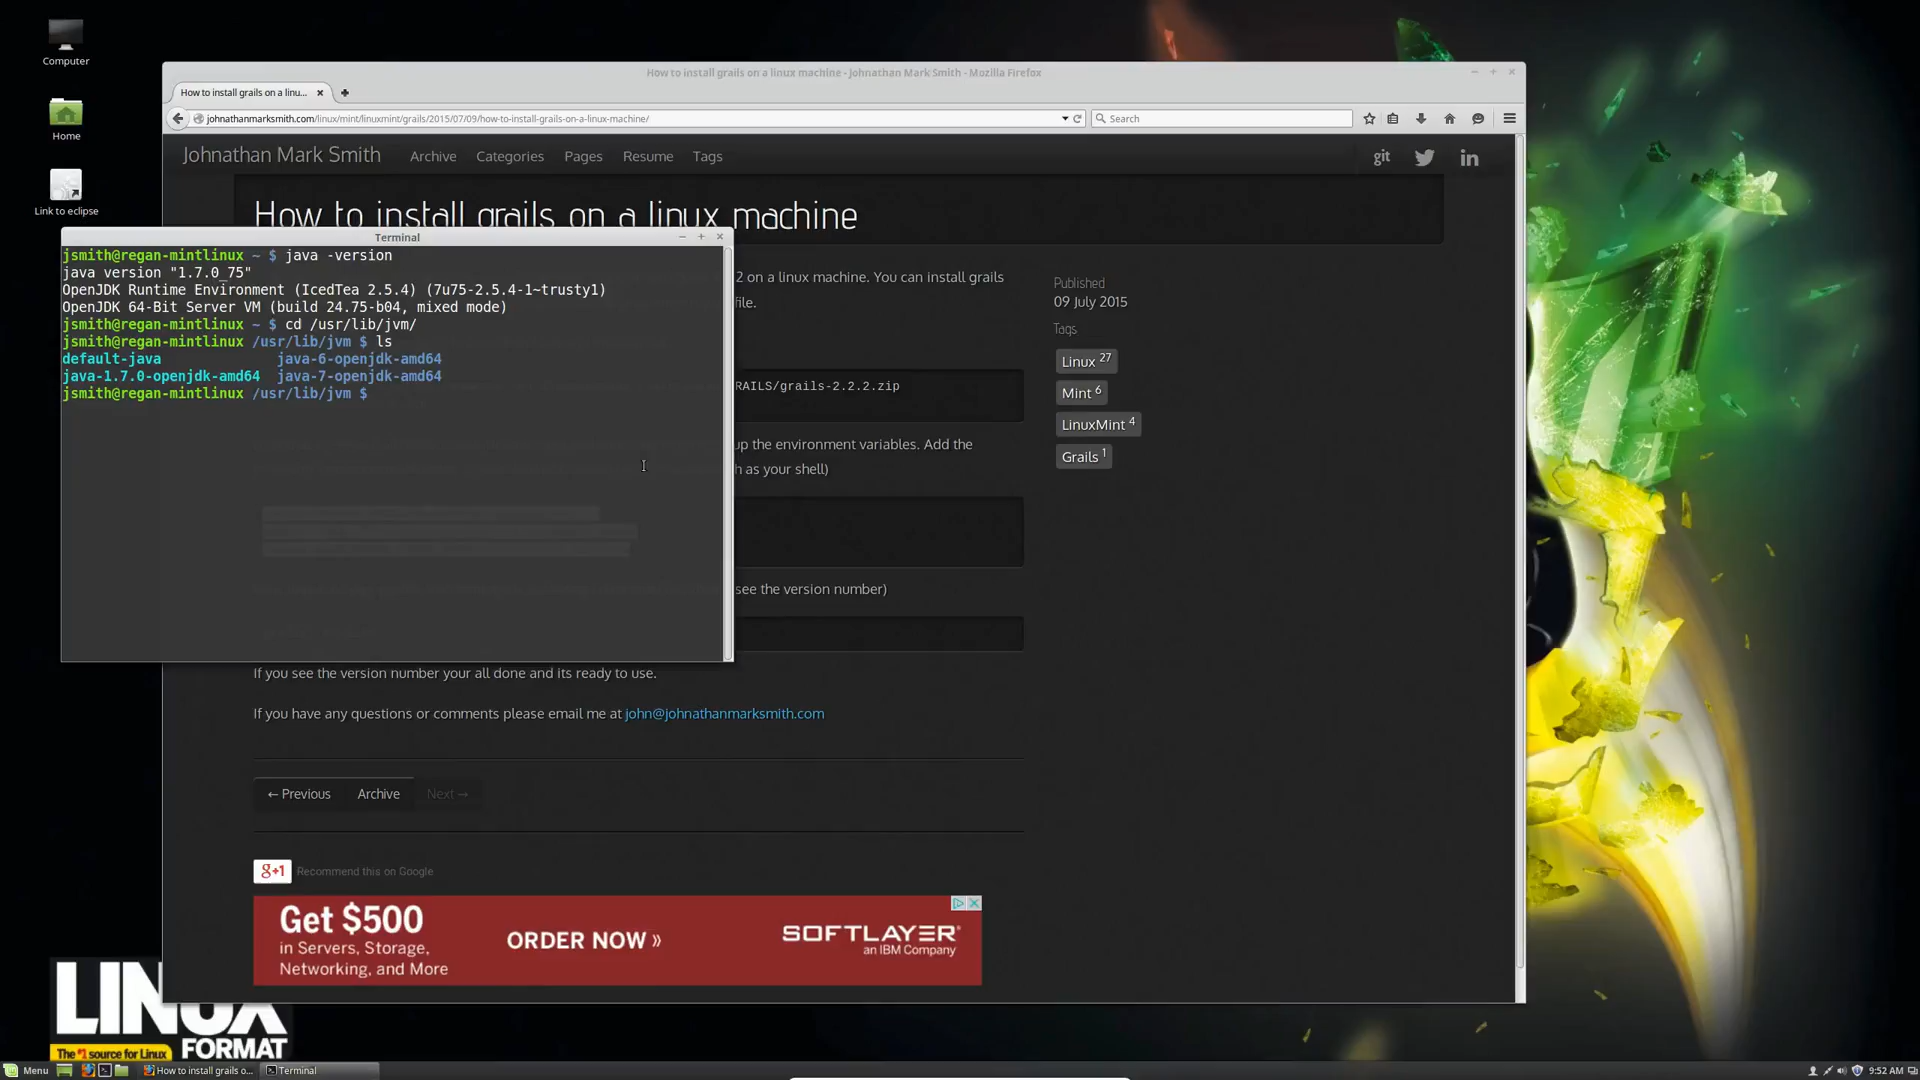 Computer
Home
Link to eclipse
How to install grails on a linux machine - Johnathan Mark Smith - Mozilla Firefox
How to install grails on a linu...
johnathanmarksmith.com/linux/mint/linuxmint/grails/2015/07/09/how-to-install-grails-on-a-linux-machine/
Search
Johnathan Mark Smith
Archive
Categories
Pages
Resume
Tags
git
in
How to install grails on a linux machine
Terminal
jsmith@regan-mintlinux ~ $ java -version
java version "1.7.0_75"
OpenJDK Runtime Environment (IcedTea 2.5.4) (7u75-2.5.4-1~trusty1)
OpenJDK 64-Bit Server VM (build 24.75-b04, mixed mode)
jsmith@regan-mintlinux ~ $ cd /usr/lib/jvm/
jsmith@regan-mintlinux /usr/lib/jvm $ ls
default-java java-6-openjdk-amd64
java-1.7.0-openjdk-amd64 java-7-openjdk-amd64
jsmith@regan-mintlinux /usr/lib/jvm $
2 on a linux machine. You can install grails
file.
RAILS/grails-2.2.2.zip
up the environment variables. Add the
h as your shell)
see the version number)
If you see the version number your all done and its ready to use.
If you have any questions or comments please email me at john@johnathanmarksmith.com
Published
09 July 2015
Tags
Linux 27
Mint 6
LinuxMint 4
Grails 1
← Previous
Archive
Next →
g+1
Recommend this on Google
Get $500
in Servers, Storage,
Networking, and More
ORDER NOW »
SOFTLAYER
an IBM Company
LINUX
FORMAT
The #1 source for Linux
Menu
How to install grails o...
Terminal
9:52 AM